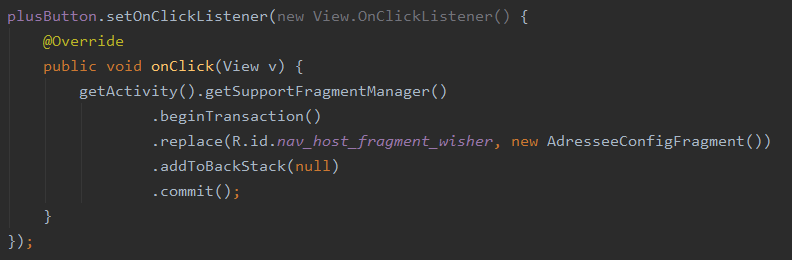 plusButton.setOnClickListener(new View.OnClickListener() {
@Override
public void onClick(View v) {
getActivity().getSupportFragmentManager()
.beginTransaction()
.replace(R.id.nav_host_fragment_wisher, new AdresseeConfigFragment())
.addToBackStack(null)
.commit();
}
});